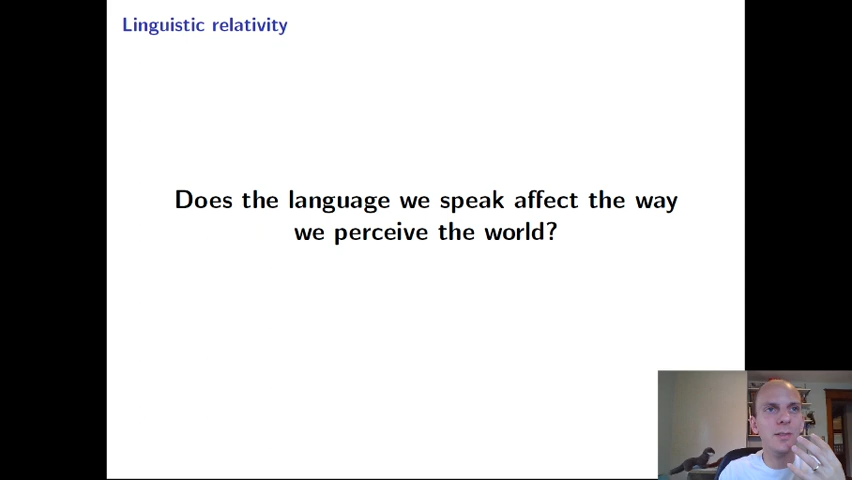 Linguistic relativity
Does the language we speak affect the way
we perceive the world?